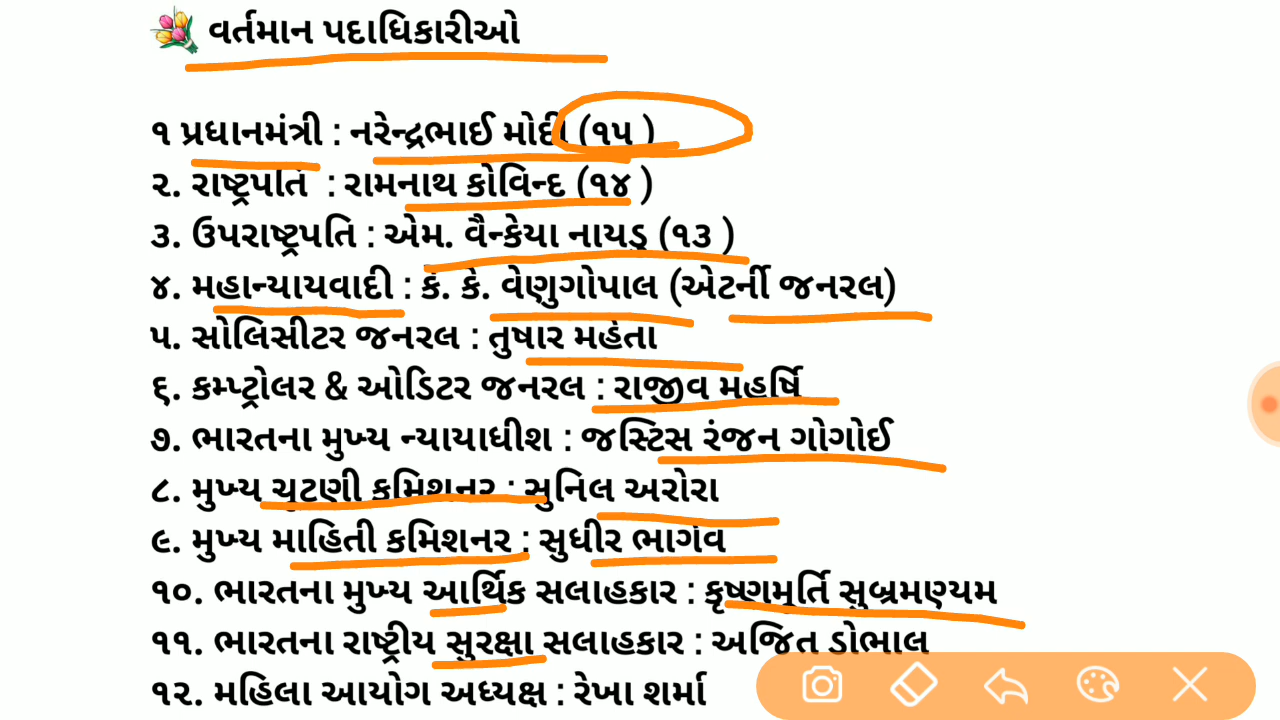 વર્તમાન પદાધિકારીઓ
૧ પ્રધાનમંત્રી : નરેન્દ્રભાઈ મોદી (૧૫ )
૨. રાષ્ટ્રપતિ : રામનાથ કોવિન્દ (૧૪ )
૩. ઉપરાષ્ટ્રપતિ : એમ. વૈન્કેયા નાયડુ (૧૩ )
૪. મહાન્યાયવાદી : કે. કે. વેણુગોપાલ (એટર્ની જનરલ)
૫. સોલિસીટર જનરલ : તુષાર મહેતા
૬. કમ્પ્ટ્રોલર & ઓડિટર જનરલ : રાજીવ મહર્ષિ
૭. ભારતના મુખ્ય ન્યાયાધીશ : જસ્ટિસ રંજન ગોગોઈ
૮. મુખ્ય ચુટણી કમિશનર : સુનિલ અરોરા
૯. મુખ્ય માહિતી કમિશનર : સુધીર ભાર્ગવ
૧૦. ભારતના મુખ્ય આર્થિક સલાહકાર : કૃષ્ણમૂર્તિ સુબ્રમણ્યમ
૧૧. ભારતના રાષ્ટ્રીય સુરક્ષા સલાહકાર : અજિત ડોભાલ
૧૨. મહિલા આયોગ અધ્યક્ષ : રેખા શર્મા